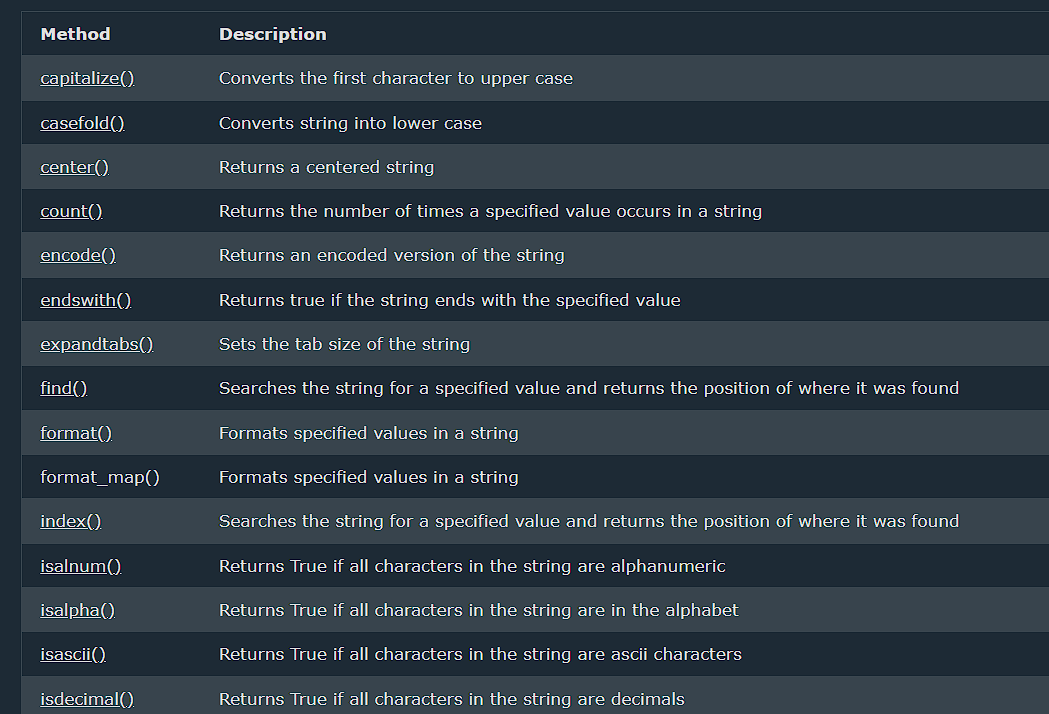 Method Description
capitalize() Converts the first character to upper case
casefold() Converts string into lower case
center() Returns a centered string
count() Returns the number of times a specified value occurs in a string
encode() Returns an encoded version of the string
endswith() Returns true if the string ends with the specified value
expandtabs() Sets the tab size of the string
find() Searches the string for a specified value and returns the position of where it was found
format() Formats specified values in a string
format_map() Formats specified values in a string
index() Searches the string for a specified value and returns the position of where it was found
isalnum() Returns True if all characters in the string are alphanumeric
isalpha() Returns True if all characters in the string are in the alphabet
isascii() Returns True if all characters in the string are ascii characters
isdecimal() Returns True if all characters in the string are decimals